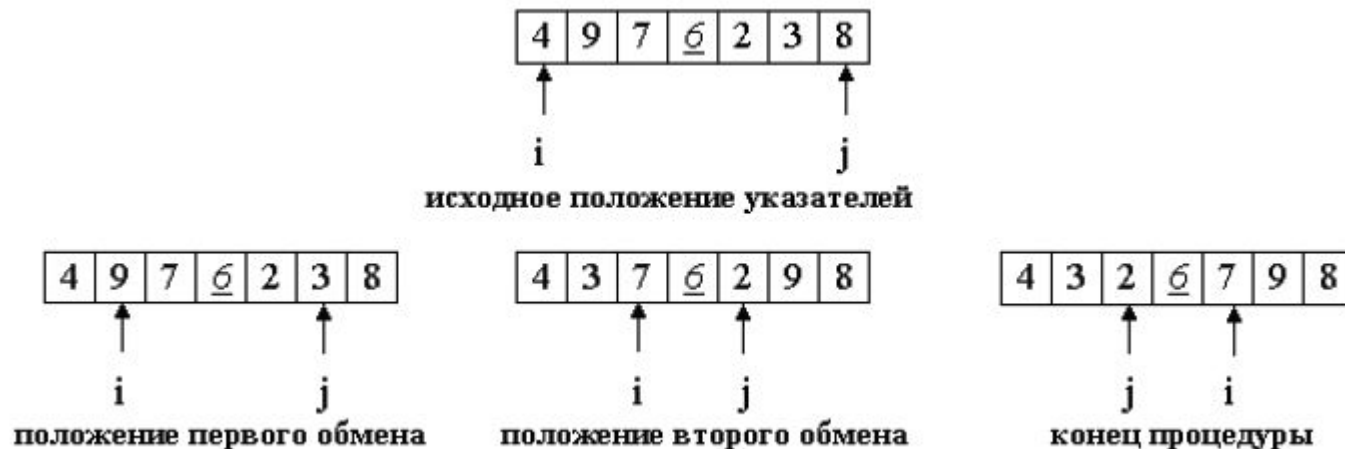 4 9 7 6 2 3 8
i j
исходное положение указателей
4 9 7 6 2 3 8
i j
положение первого обмена
4 3 7 6 2 9 8
i j
положение второго обмена
4 3 2 6 7 9 8
j i
конец процедуры